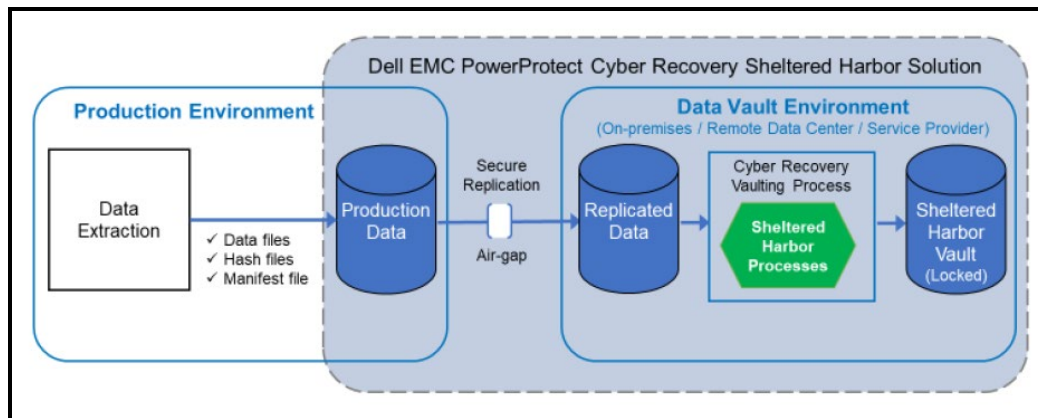 Dell EMC PowerProtect Cyber Recovery Sheltered Harbor Solution
Production Environment
Data Vault Environment
(On-premises / Remote Data Center / Service Provider)
Data
Extraction
✓ Data files
✓ Hash files
✓ Manifest file
Production
Data
Secure
Replication
Air-gap
Replicated
Data
Cyber Recovery
Vaulting Process
Sheltered
Harbor
Processes
Sheltered
Harbor
Vault
(Locked)